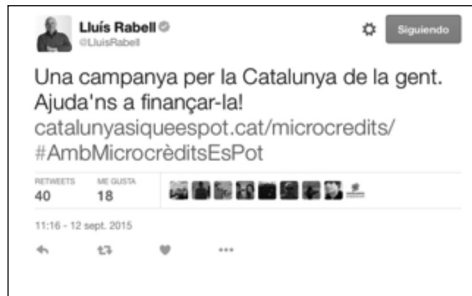 Lluís Rabell
@LluisRabell
Siguiendo
Una campanya per la Catalunya de la gent.
Ajuda'ns a finançar-la!
catalunyasiqueespot.cat/microcredits/
#AmbMicrocrèditsEsPot
RETWEETS ME GUSTA
40 18
11:16 - 12 sept. 2015